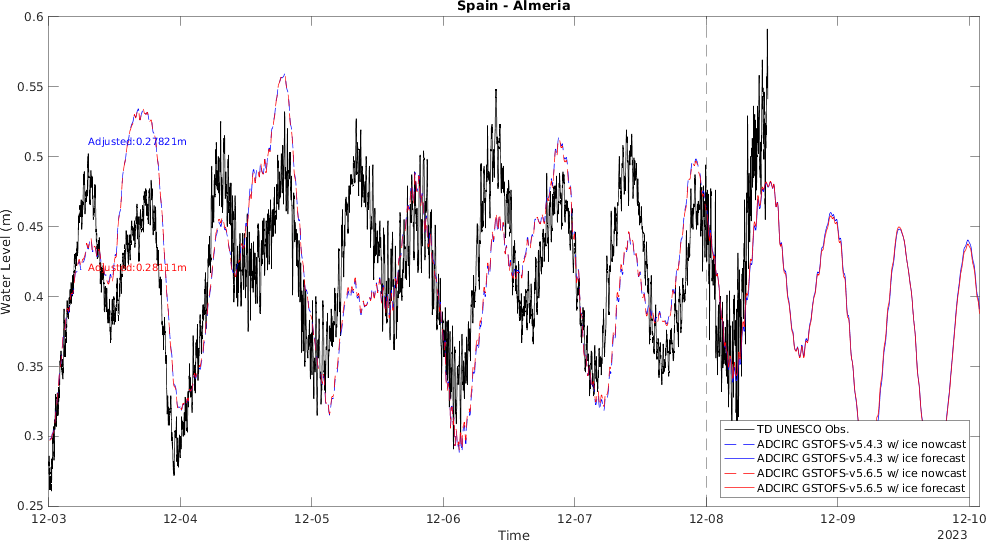 Spain - Almeria
0.6
0.55
0.5
0.45
0.4
0.35
0.3
0.25
Water Level (m)
Adjusted:0.27821m
Adjusted:0.28111m
TD UNESCO Obs.
ADCIRC GSTOFS-v5.4.3 w/ ice nowcast
ADCIRC GSTOFS-v5.4.3 w/ ice forecast
ADCIRC GSTOFS-v5.6.5 w/ ice nowcast
ADCIRC GSTOFS-v5.6.5 w/ ice forecast
12-03 12-04 12-05 12-06 12-07 12-08 12-09 12-10
Time
2023